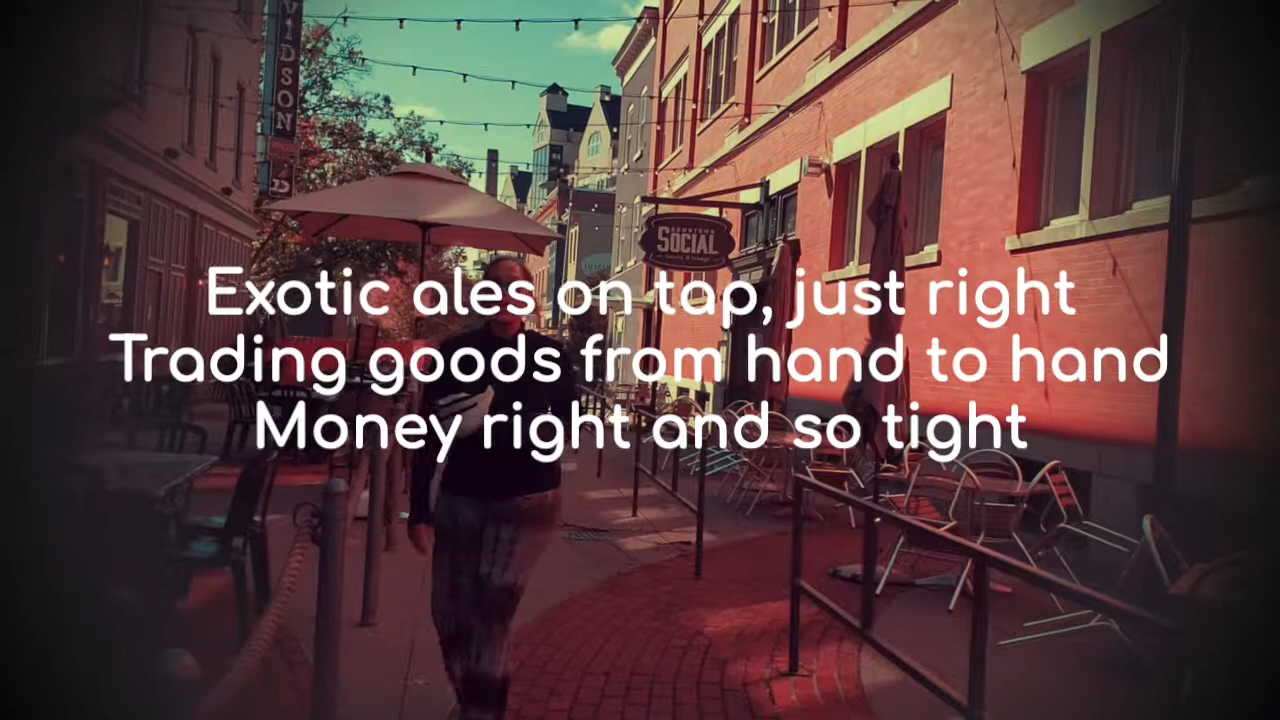 VIDSON
DOWNTOWN
SOCIAL
Exotic ales on tap, just right
Trading goods from hand to hand
Money right and so tight